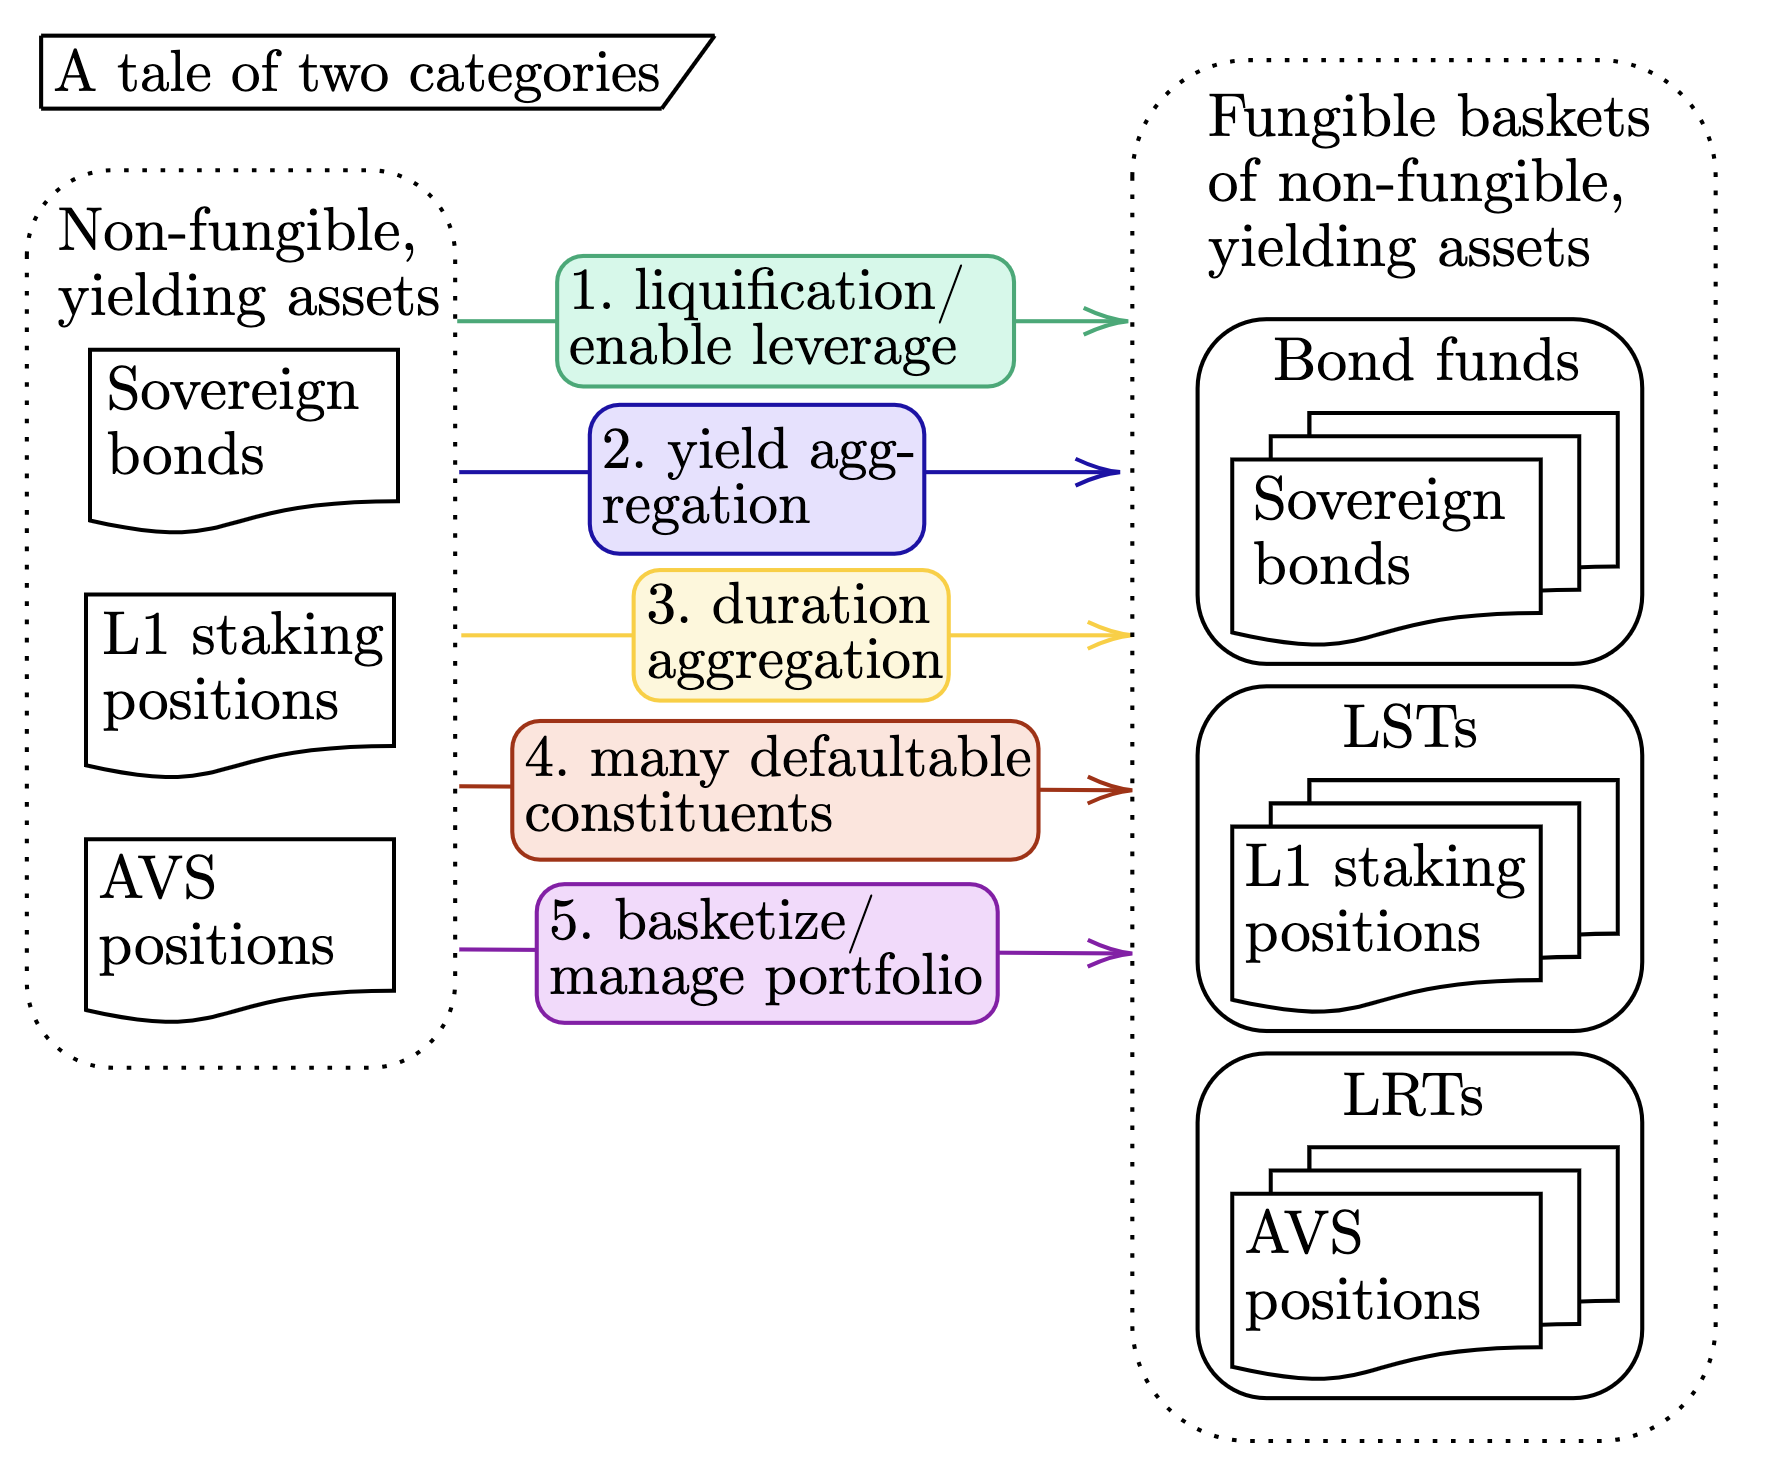 A tale of two categories
Non-fungible,
yielding assets
Sovereign
bonds
L1 staking
positions
AVS
positions
1. liquification/
enable leverage
2. yield agg-
regation
3. duration
aggregation
4. many defaultable
constituents
5. basketize/
manage portfolio
Fungible baskets
of non-fungible,
yielding assets
Bond funds
Sovereign
bonds
LSTs
L1 staking
positions
LRTs
AVS
positions